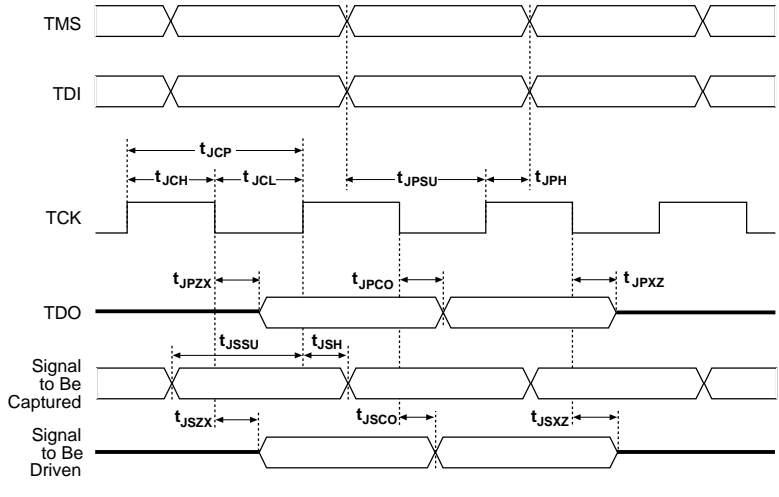 TMS
TDI
tJCP
tJCH
tJCL
tJPSU
tJPH
TCK
tJPZX
tJPCO
tJPXZ
TDO
tJSSU
tJSH
Signal
to Be
Captured
tJSZX
tJSCO
tJSXZ
Signal
to Be
Driven